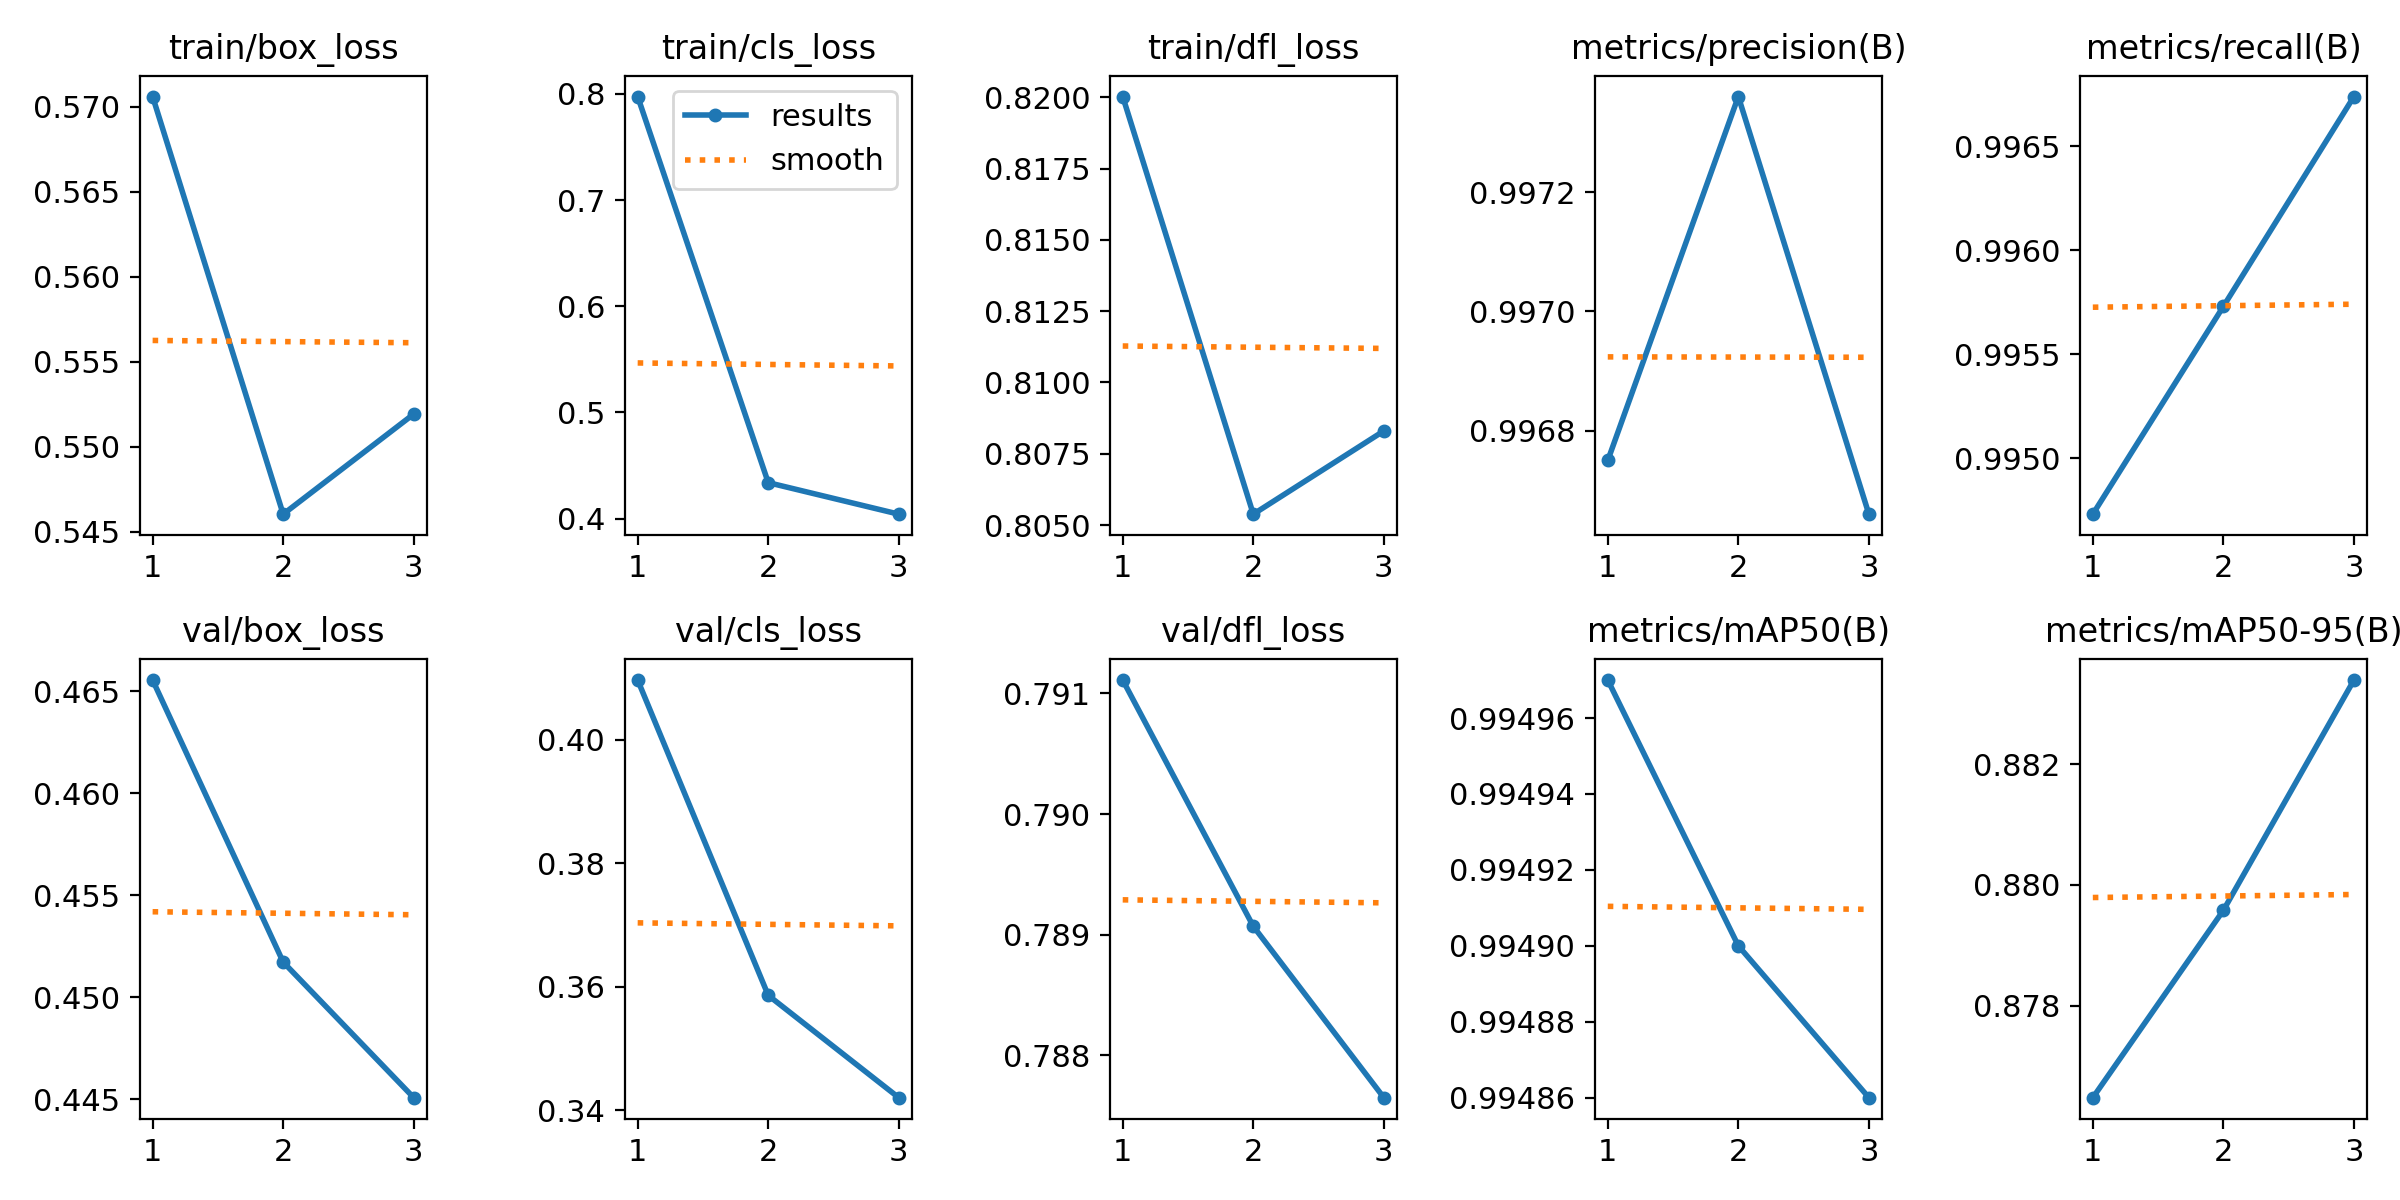 train/box_loss
0.570
0.565
0.560
0.555
0.550
0.545
1 2 3
train/cls_loss
results
smooth
0.8
0.7
0.6
0.5
0.4
1 2 3
train/dfl_loss
0.8200
0.8175
0.8150
0.8125
0.8100
0.8075
0.8050
1 2 3
metrics/precision(B)
0.9972
0.9970
0.9968
1 2 3
metrics/recall(B)
0.9965
0.9960
0.9955
0.9950
1 2 3
val/box_loss
0.465
0.460
0.455
0.450
0.445
1 2 3
val/cls_loss
0.40
0.38
0.36
0.34
1 2 3
val/dfl_loss
0.791
0.790
0.789
0.788
1 2 3
metrics/mAP50(B)
0.99496
0.99494
0.99492
0.99490
0.99488
0.99486
1 2 3
metrics/mAP50-95(B)
0.882
0.880
0.878
1 2 3